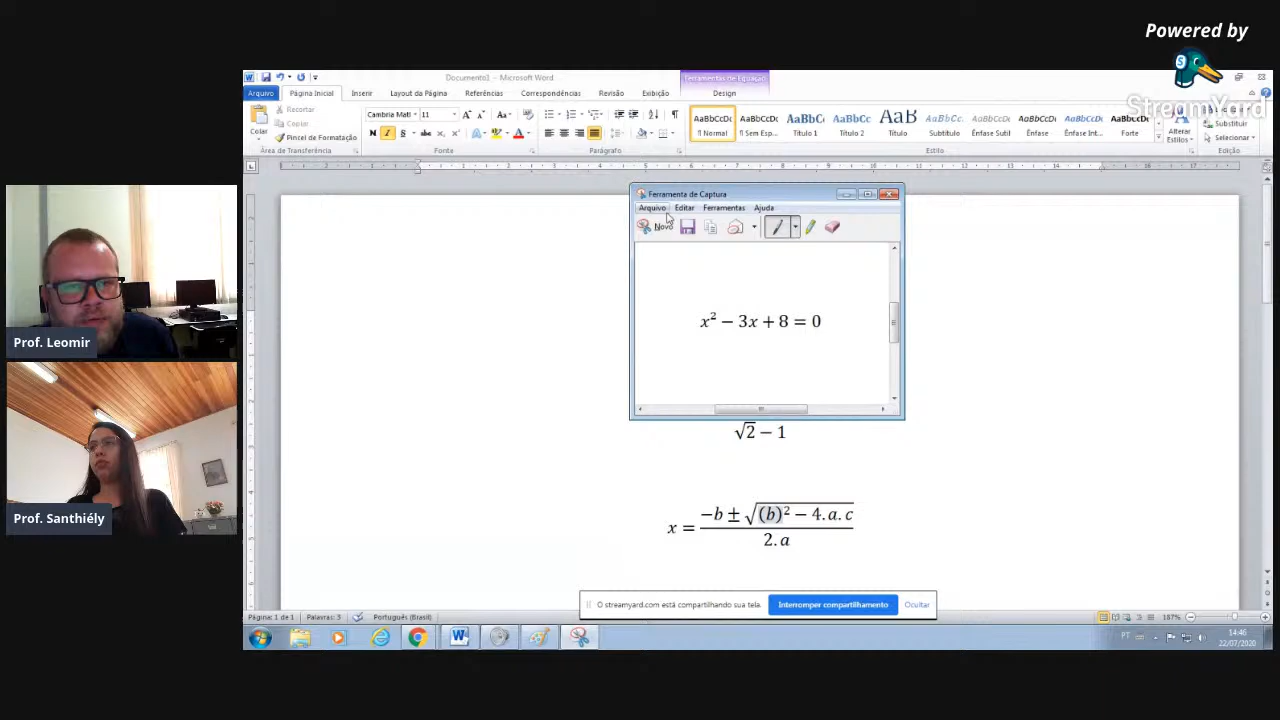 Powered by
StreamYard
Documento1 - Microsoft Word
Ferramentas de Equação
Arquivo Página Inicial Inserir Layout da Página Referências Correspondências Revisão Exibição Design
Colar
Recortar
Copiar
Pincel de Formatação
Área de Transferência
Cambria Mat 11
Fonte
Parágrafo
AaBbCcDc AaBbCcDc AaBbC AaBbCc AaB AaBbCc. AaBbCcDc AaBbCcDc AaBbCcDc AaBbCcDc
¶ Normal ¶ Sem Esp... Título 1 Título 2 Título Subtítulo Ênfase Sutil Ênfase Ênfase Int... Forte
Estilo
Alterar Estilos
Substituir
Selecionar
Edição
Ferramenta de Captura
Arquivo Editar Ferramentas Ajuda
Novo
x² − 3x + 8 = 0
√2 − 1
x = (−b ± √((b)² − 4.a.c)) / 2.a
Prof. Leomir
Prof. Santhiély
O streamyard.com está compartilhando sua tela.
Interromper compartilhamento
Ocultar
Página: 1 de 1 Palavras: 3 Português (Brasil) 187%
PT
14:46
22/07/2020